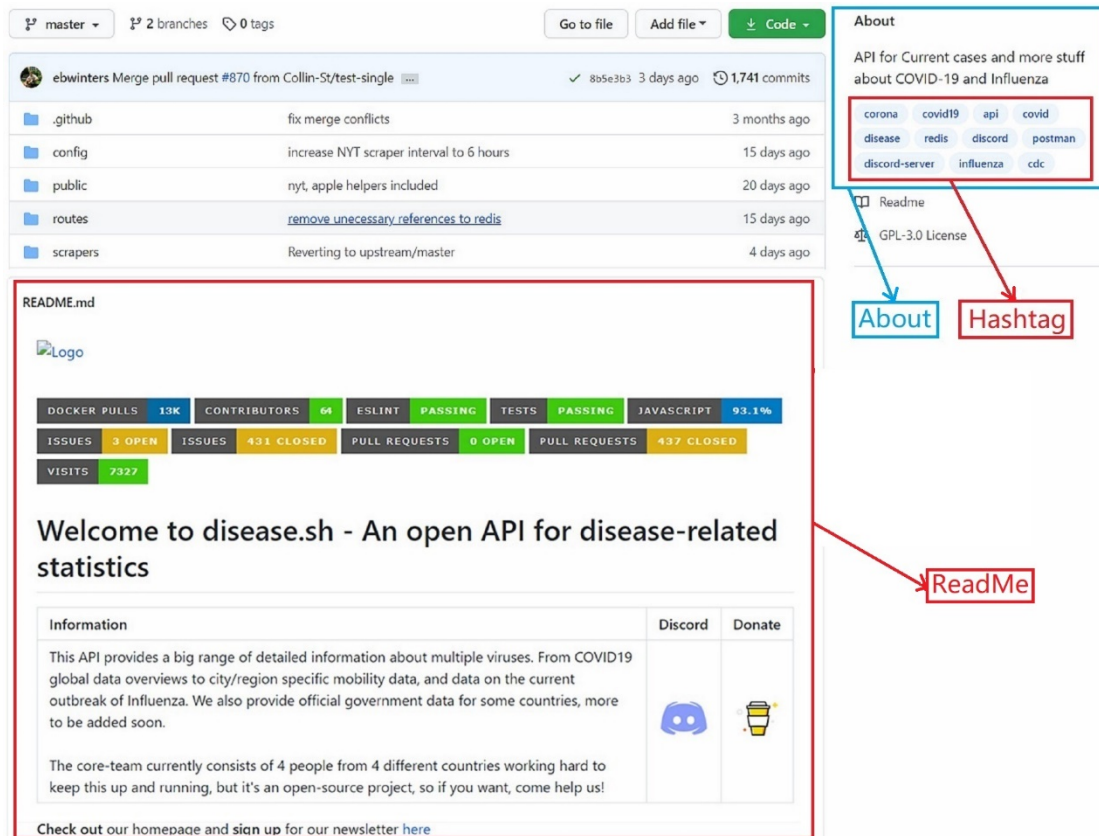 master 2 branches 0 tags Go to file Add file Code
ebwinters Merge pull request #870 from Collin-St/test-single ... 8b5e3b3 3 days ago 1,741 commits
.github fix merge conflicts 3 months ago
config increase NYT scraper interval to 6 hours 15 days ago
public nyt, apple helpers included 20 days ago
routes remove unecessary references to redis 15 days ago
scrapers Reverting to upstream/master 4 days ago
About
API for Current cases and more stuff
about COVID-19 and Influenza
corona covid19 api covid
disease redis discord postman
discord-server influenza cdc
Readme
GPL-3.0 License
About Hashtag
README.md
Logo
DOCKER PULLS 13K CONTRIBUTORS 64 ESLINT PASSING TESTS PASSING JAVASCRIPT 93.1%
ISSUES 3 OPEN ISSUES 431 CLOSED PULL REQUESTS 0 OPEN PULL REQUESTS 437 CLOSED
VISITS 7327
Welcome to disease.sh - An open API for disease-related
statistics
ReadMe
Information Discord Donate
This API provides a big range of detailed information about multiple viruses. From COVID19
global data overviews to city/region specific mobility data, and data on the current
outbreak of Influenza. We also provide official government data for some countries, more
to be added soon.
The core-team currently consists of 4 people from 4 different countries working hard to
keep this up and running, but it's an open-source project, so if you want, come help us!
Check out our homepage and sign up for our newsletter here